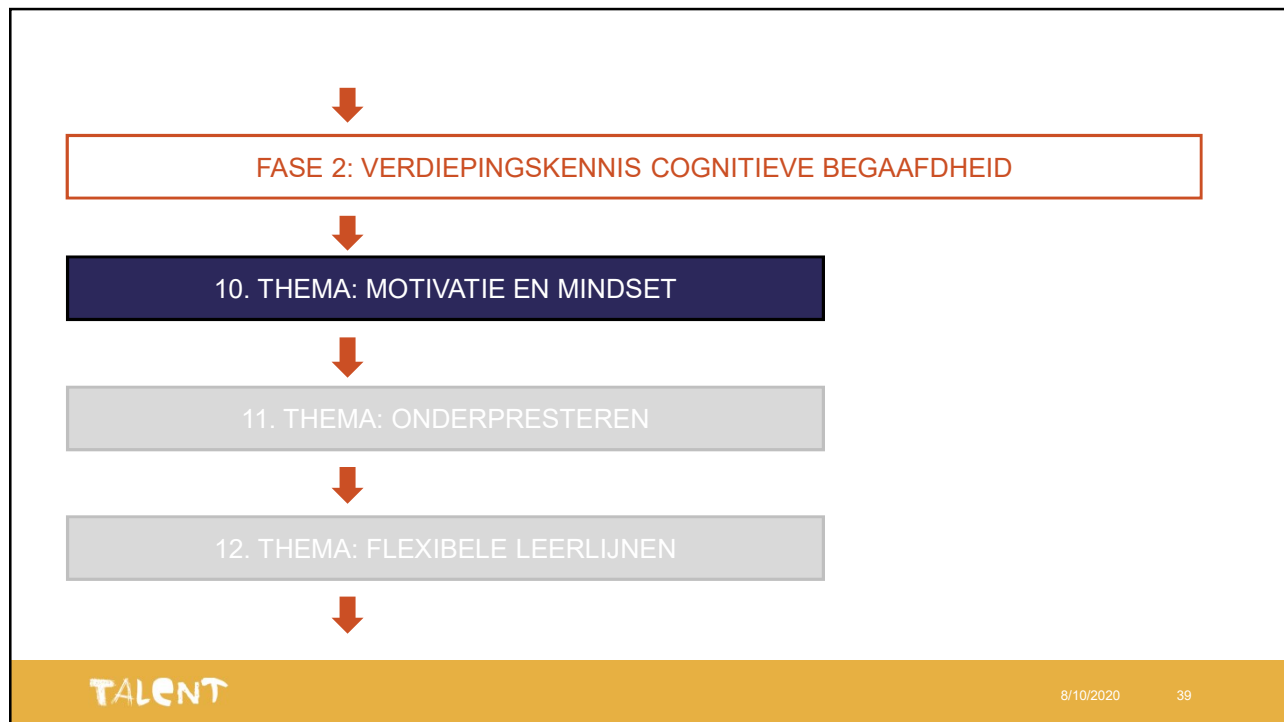 FASE 2: VERDIEPINGSKENNIS COGNITIEVE BEGAAFDHEID
10. THEMA: MOTIVATIE EN MINDSET
11. THEMA: ONDERPRESTEREN
12. THEMA: FLEXIBELE LEERLIJNEN
TALENT
8/10/2020 39